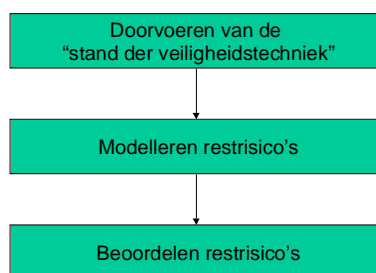 Doorvoeren van de
“stand der veiligheidstechniek”
Modelleren restrisico’s
Beoordelen restrisico’s